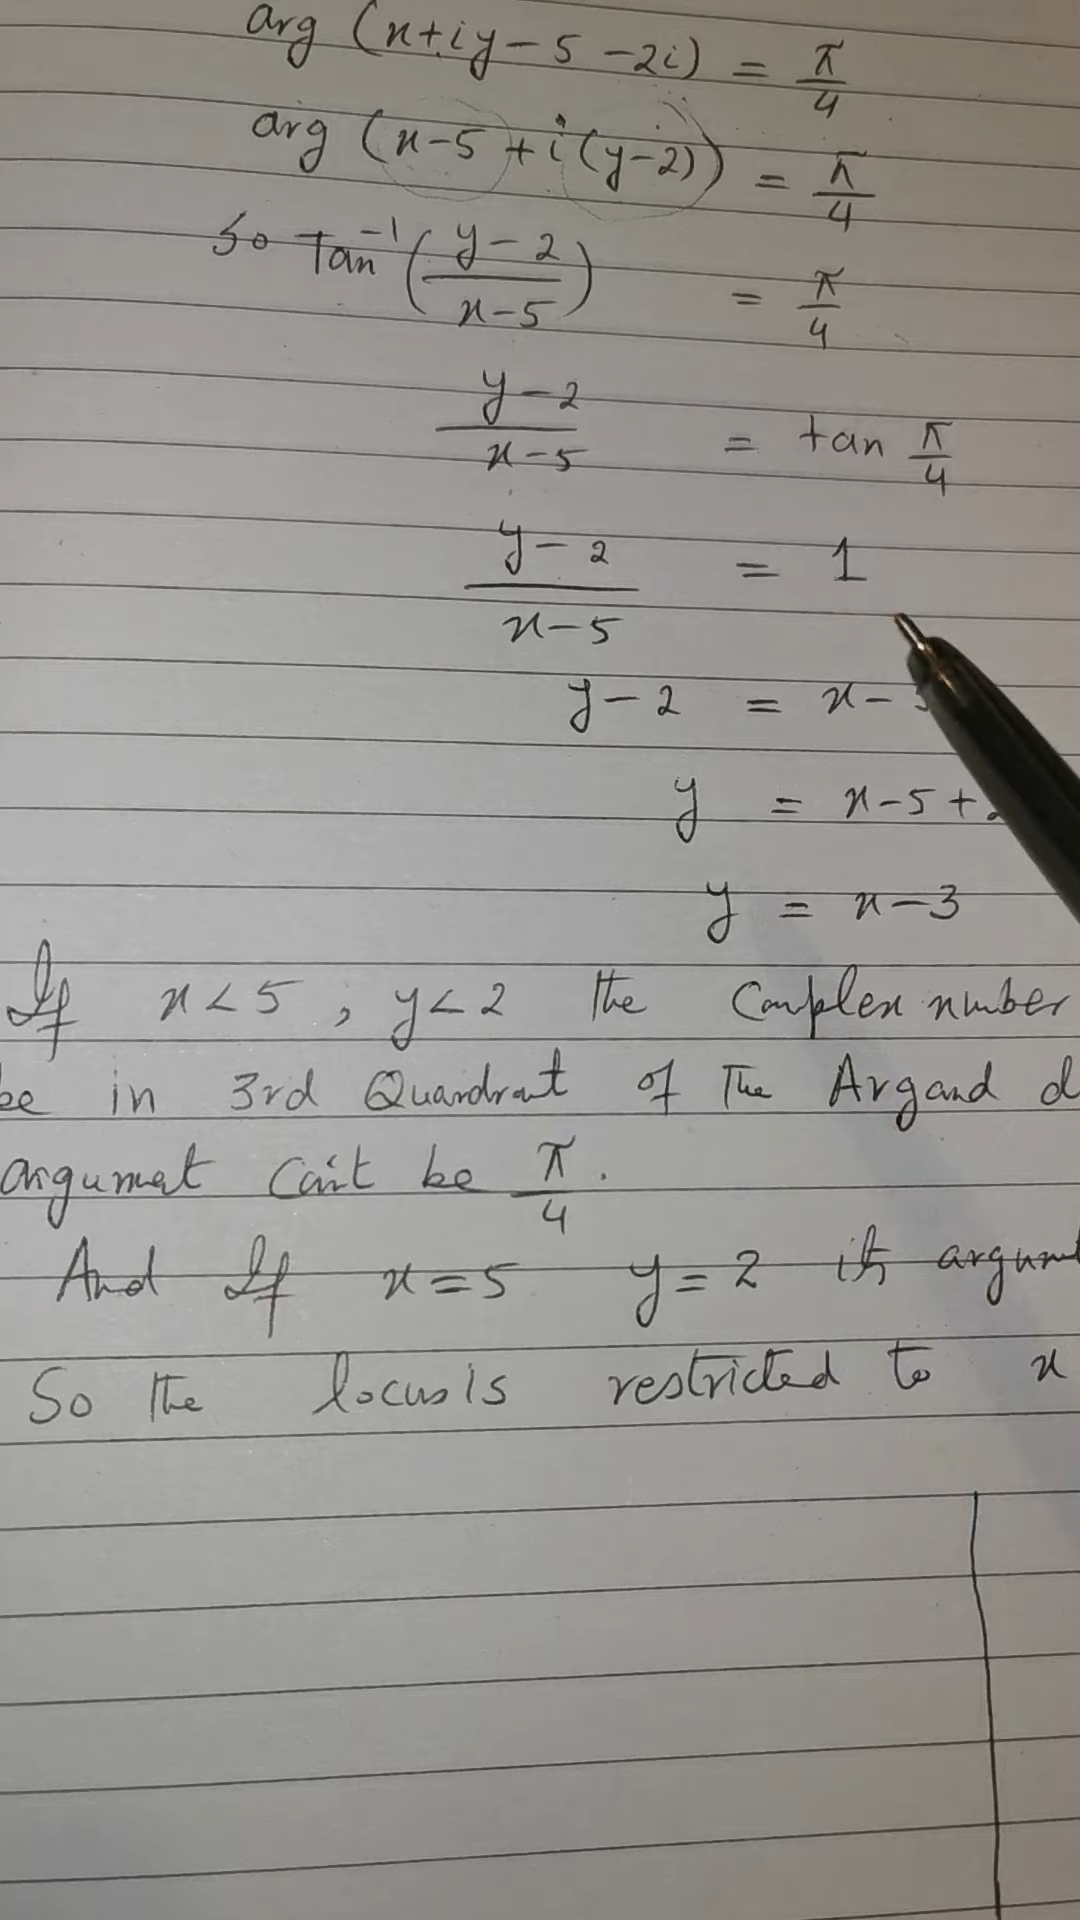 arg (x+iy-5-2i) = π/4
arg (x-5+i(y-2)) = π/4
So tan⁻¹((y-2)/(x-5)) = π/4
(y-2)/(x-5) = tan π/4
(y-2)/(x-5) = 1
y-2 = x-
y = x-5+
y = x-3
If x<5, y<2 the Complex number
be in 3rd Quadrant of The Argand d
argumet Can't be π/4.
And If x=5 y=2 its argum
So the locus is restricted to x